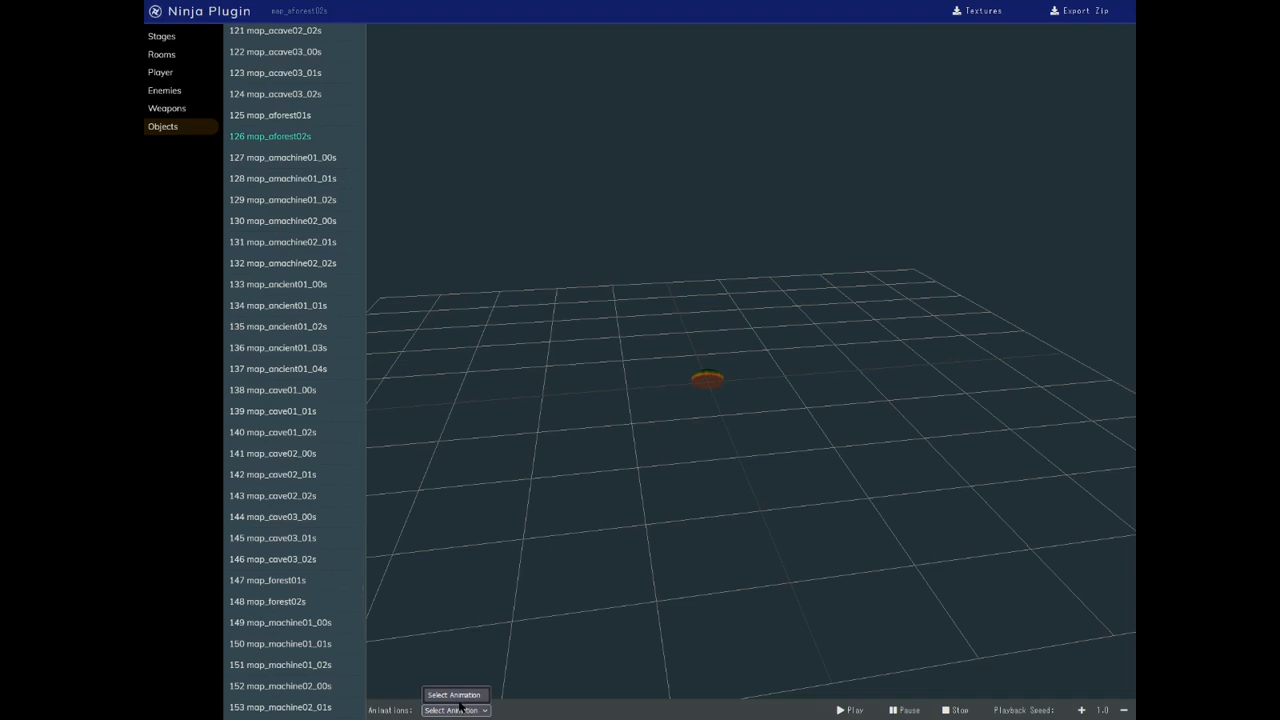 Ninja Plugin
map_aforest02s
Textures
Export Zip
Stages
Rooms
Player
Enemies
Weapons
Objects
121 map_acave02_02s
122 map_acave03_00s
123 map_acave03_01s
124 map_acave03_02s
125 map_aforest01s
126 map_aforest02s
127 map_amachine01_00s
128 map_amachine01_01s
129 map_amachine01_02s
130 map_amachine02_00s
131 map_amachine02_01s
132 map_amachine02_02s
133 map_ancient01_00s
134 map_ancient01_01s
135 map_ancient01_02s
136 map_ancient01_03s
137 map_ancient01_04s
138 map_cave01_00s
139 map_cave01_01s
140 map_cave01_02s
141 map_cave02_00s
142 map_cave02_01s
143 map_cave02_02s
144 map_cave03_00s
145 map_cave03_01s
146 map_cave03_02s
147 map_forest01s
148 map_forest02s
149 map_machine01_00s
150 map_machine01_01s
151 map_machine01_02s
152 map_machine02_00s
153 map_machine02_01s
Select Animation
Animations: Select Animation
Play
Pause
Stop
Playback Speed: + 1.0 −